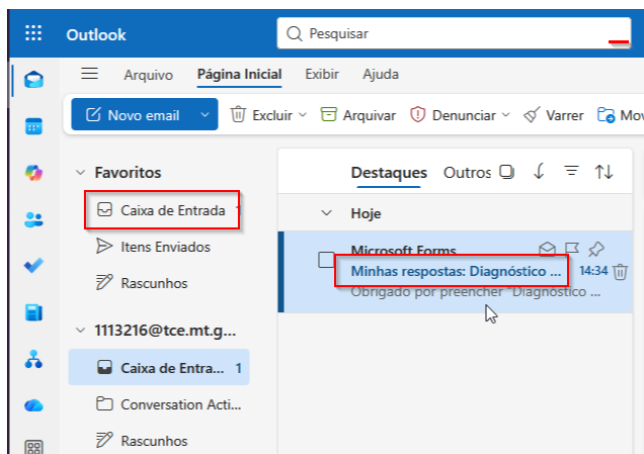 Outlook
Pesquisar
Arquivo Página Inicial Exibir Ajuda
Novo email Excluir Arquivar Denunciar Varrer Mov
Favoritos
Caixa de Entrada 1
Itens Enviados
Rascunhos
1113216@tce.mt.g...
Caixa de Entra... 1
Conversation Acti...
Rascunhos
Destaques Outros
Hoje
Microsoft Forms
Minhas respostas: Diagnóstico ... 14:34
Obrigado por preencher "Diagnóstico ...